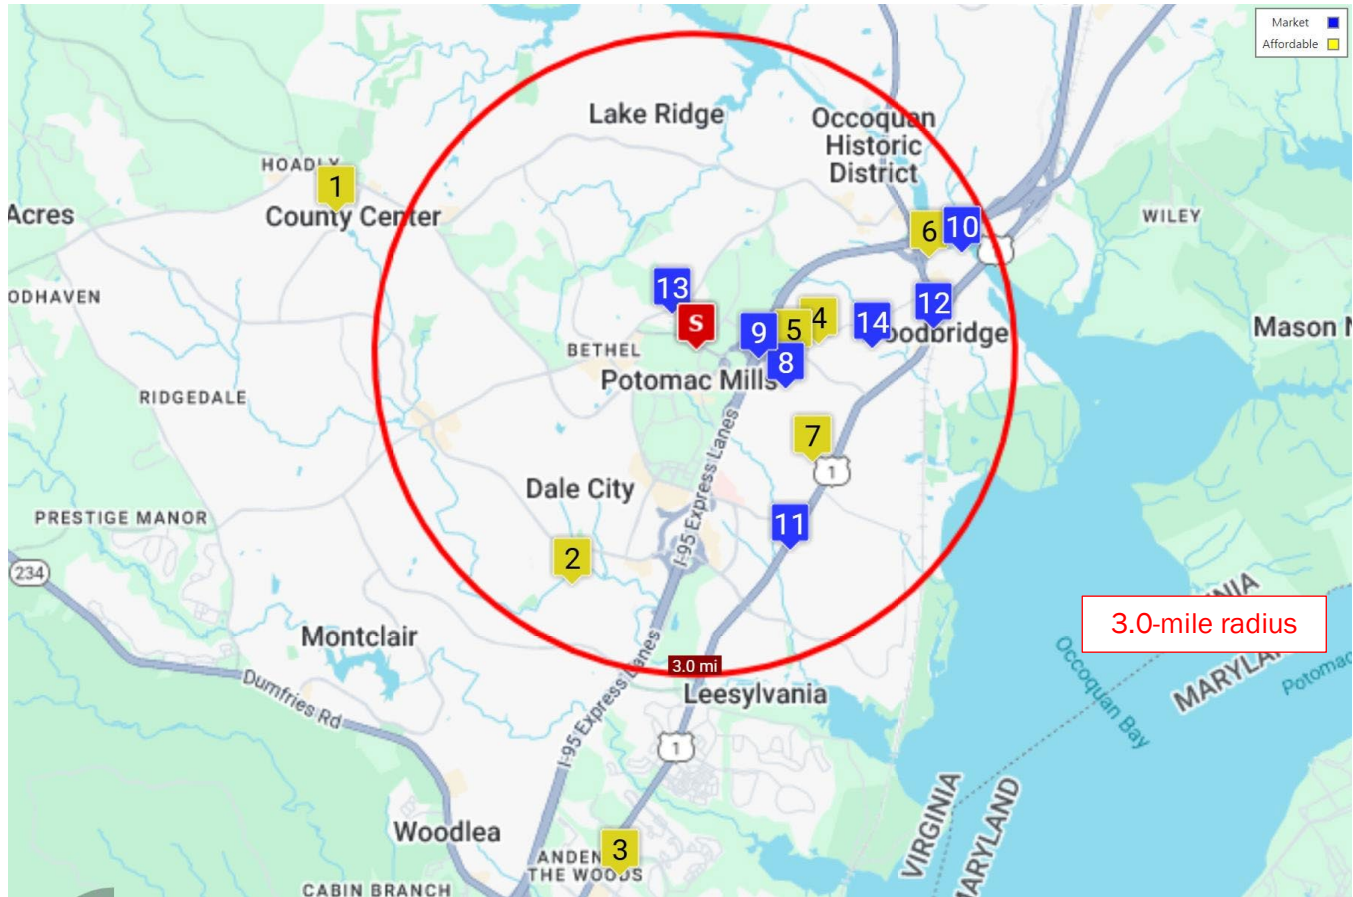 Market
Affordable
Lake Ridge
Occoquan
Historic
District
HOADLY
1
County Center
Acres
WILEY
6
10
ODHAVEN
13
S
9
5
4
14
12
oodbridge
8
Mason N
BETHEL
Potomac Mills
RIDGEDALE
7
1
I-95 Express Lanes
Dale City
PRESTIGE MANOR
11
2
234
3.0-mile radius
VIRGINIA
MARYLAND
Montclair
3.0 mi
Leesylvania
Occoquan Bay
Potomac
Dumfries Rd
I-95 Express Lanes
1
VIRGINIA
MARYLAND
Woodlea
3
ANDEN
THE WOODS
CABIN BRANCH